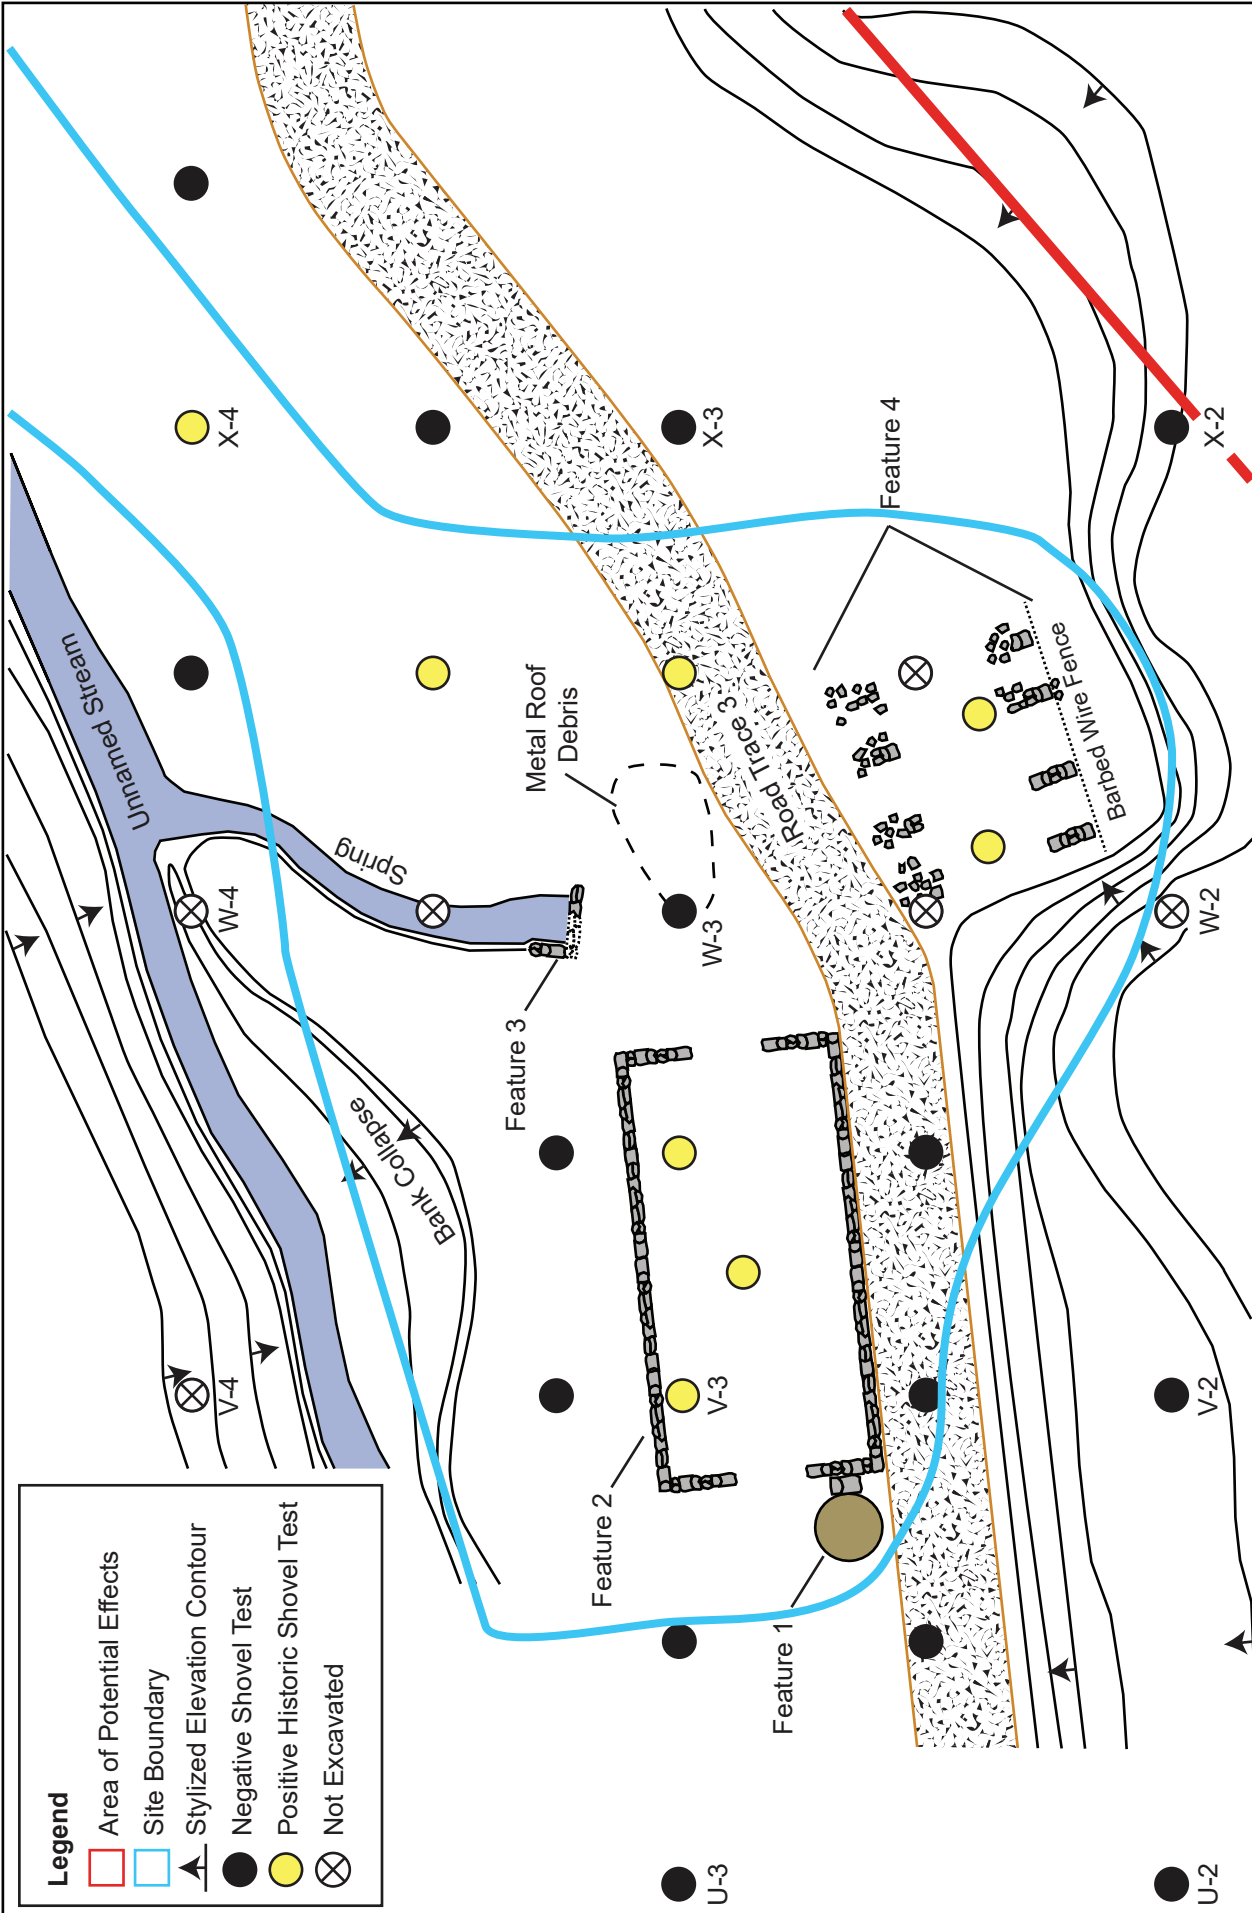 Legend
Area of Potential Effects
Site Boundary
Stylized Elevation Contour
Negative Shovel Test
Positive Historic Shovel Test
Not Excavated
V-4
W-4
X-4
Unnamed Stream
Spring
Bank Collapse
Feature 3
Metal Roof
Debris
Feature 2
Feature 1
U-3
V-3
W-3
X-3
Road Trace 3
Feature 4
Barbed Wire Fence
U-2
V-2
W-2
X-2